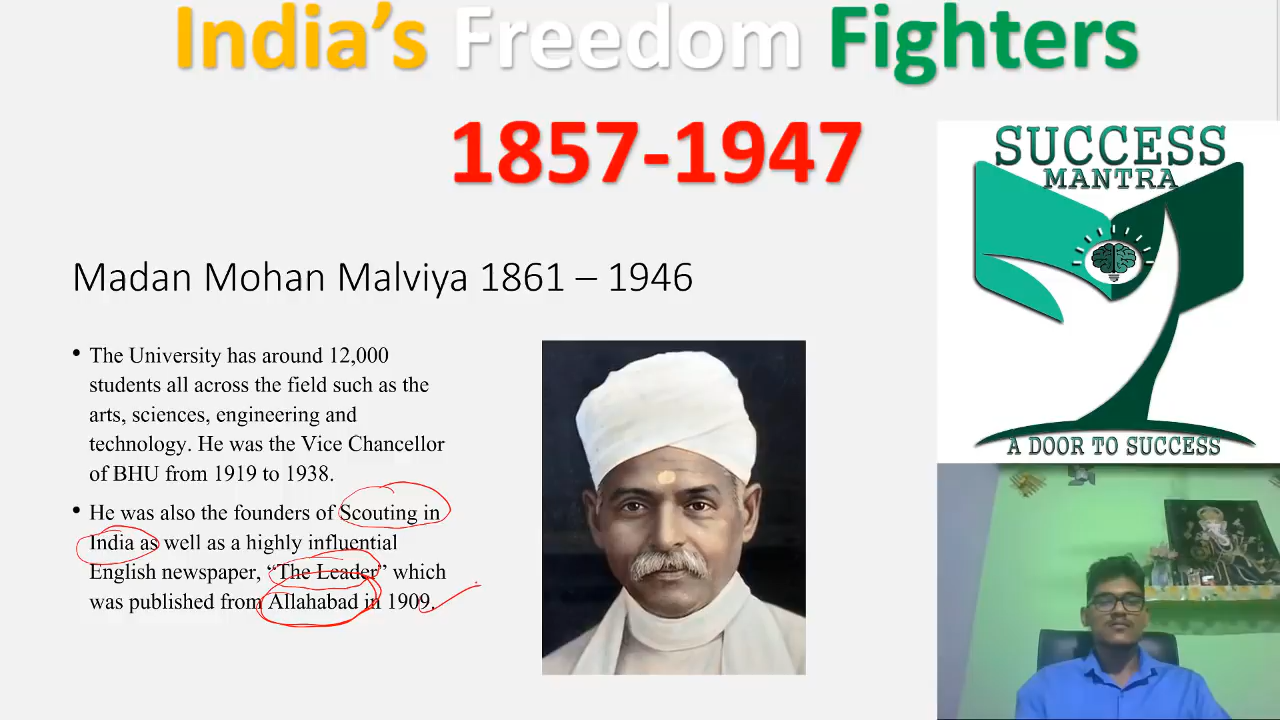 India's Freedom Fighters
1857-1947
SUCCESS
MANTRA
A DOOR TO SUCCESS
Madan Mohan Malviya 1861 – 1946
• The University has around 12,000
students all across the field such as the
arts, sciences, engineering and
technology. He was the Vice Chancellor
of BHU from 1919 to 1938.
• He was also the founders of Scouting in
India as well as a highly influential
English newspaper, “The Leader” which
was published from Allahabad in 1909.